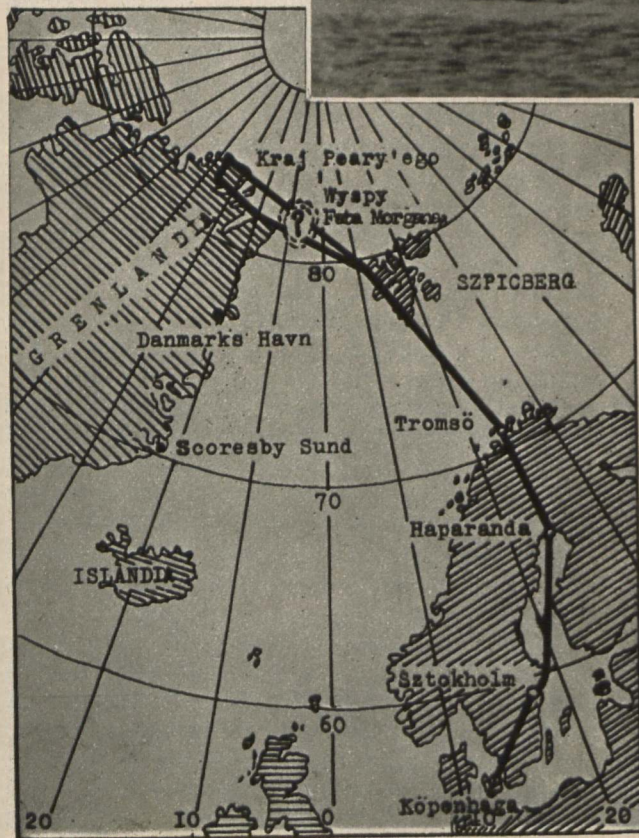 Kraj Peary'ego
Wyspy
Fata Morgana
80
SZPICBERG
GRENLANDIA
Danmarks Havn
Tromsö
Scoresby Sund
70
Haparanda
ISLANDIA
Sztokholm
60
Köpenhaga
20 10 0 10 20